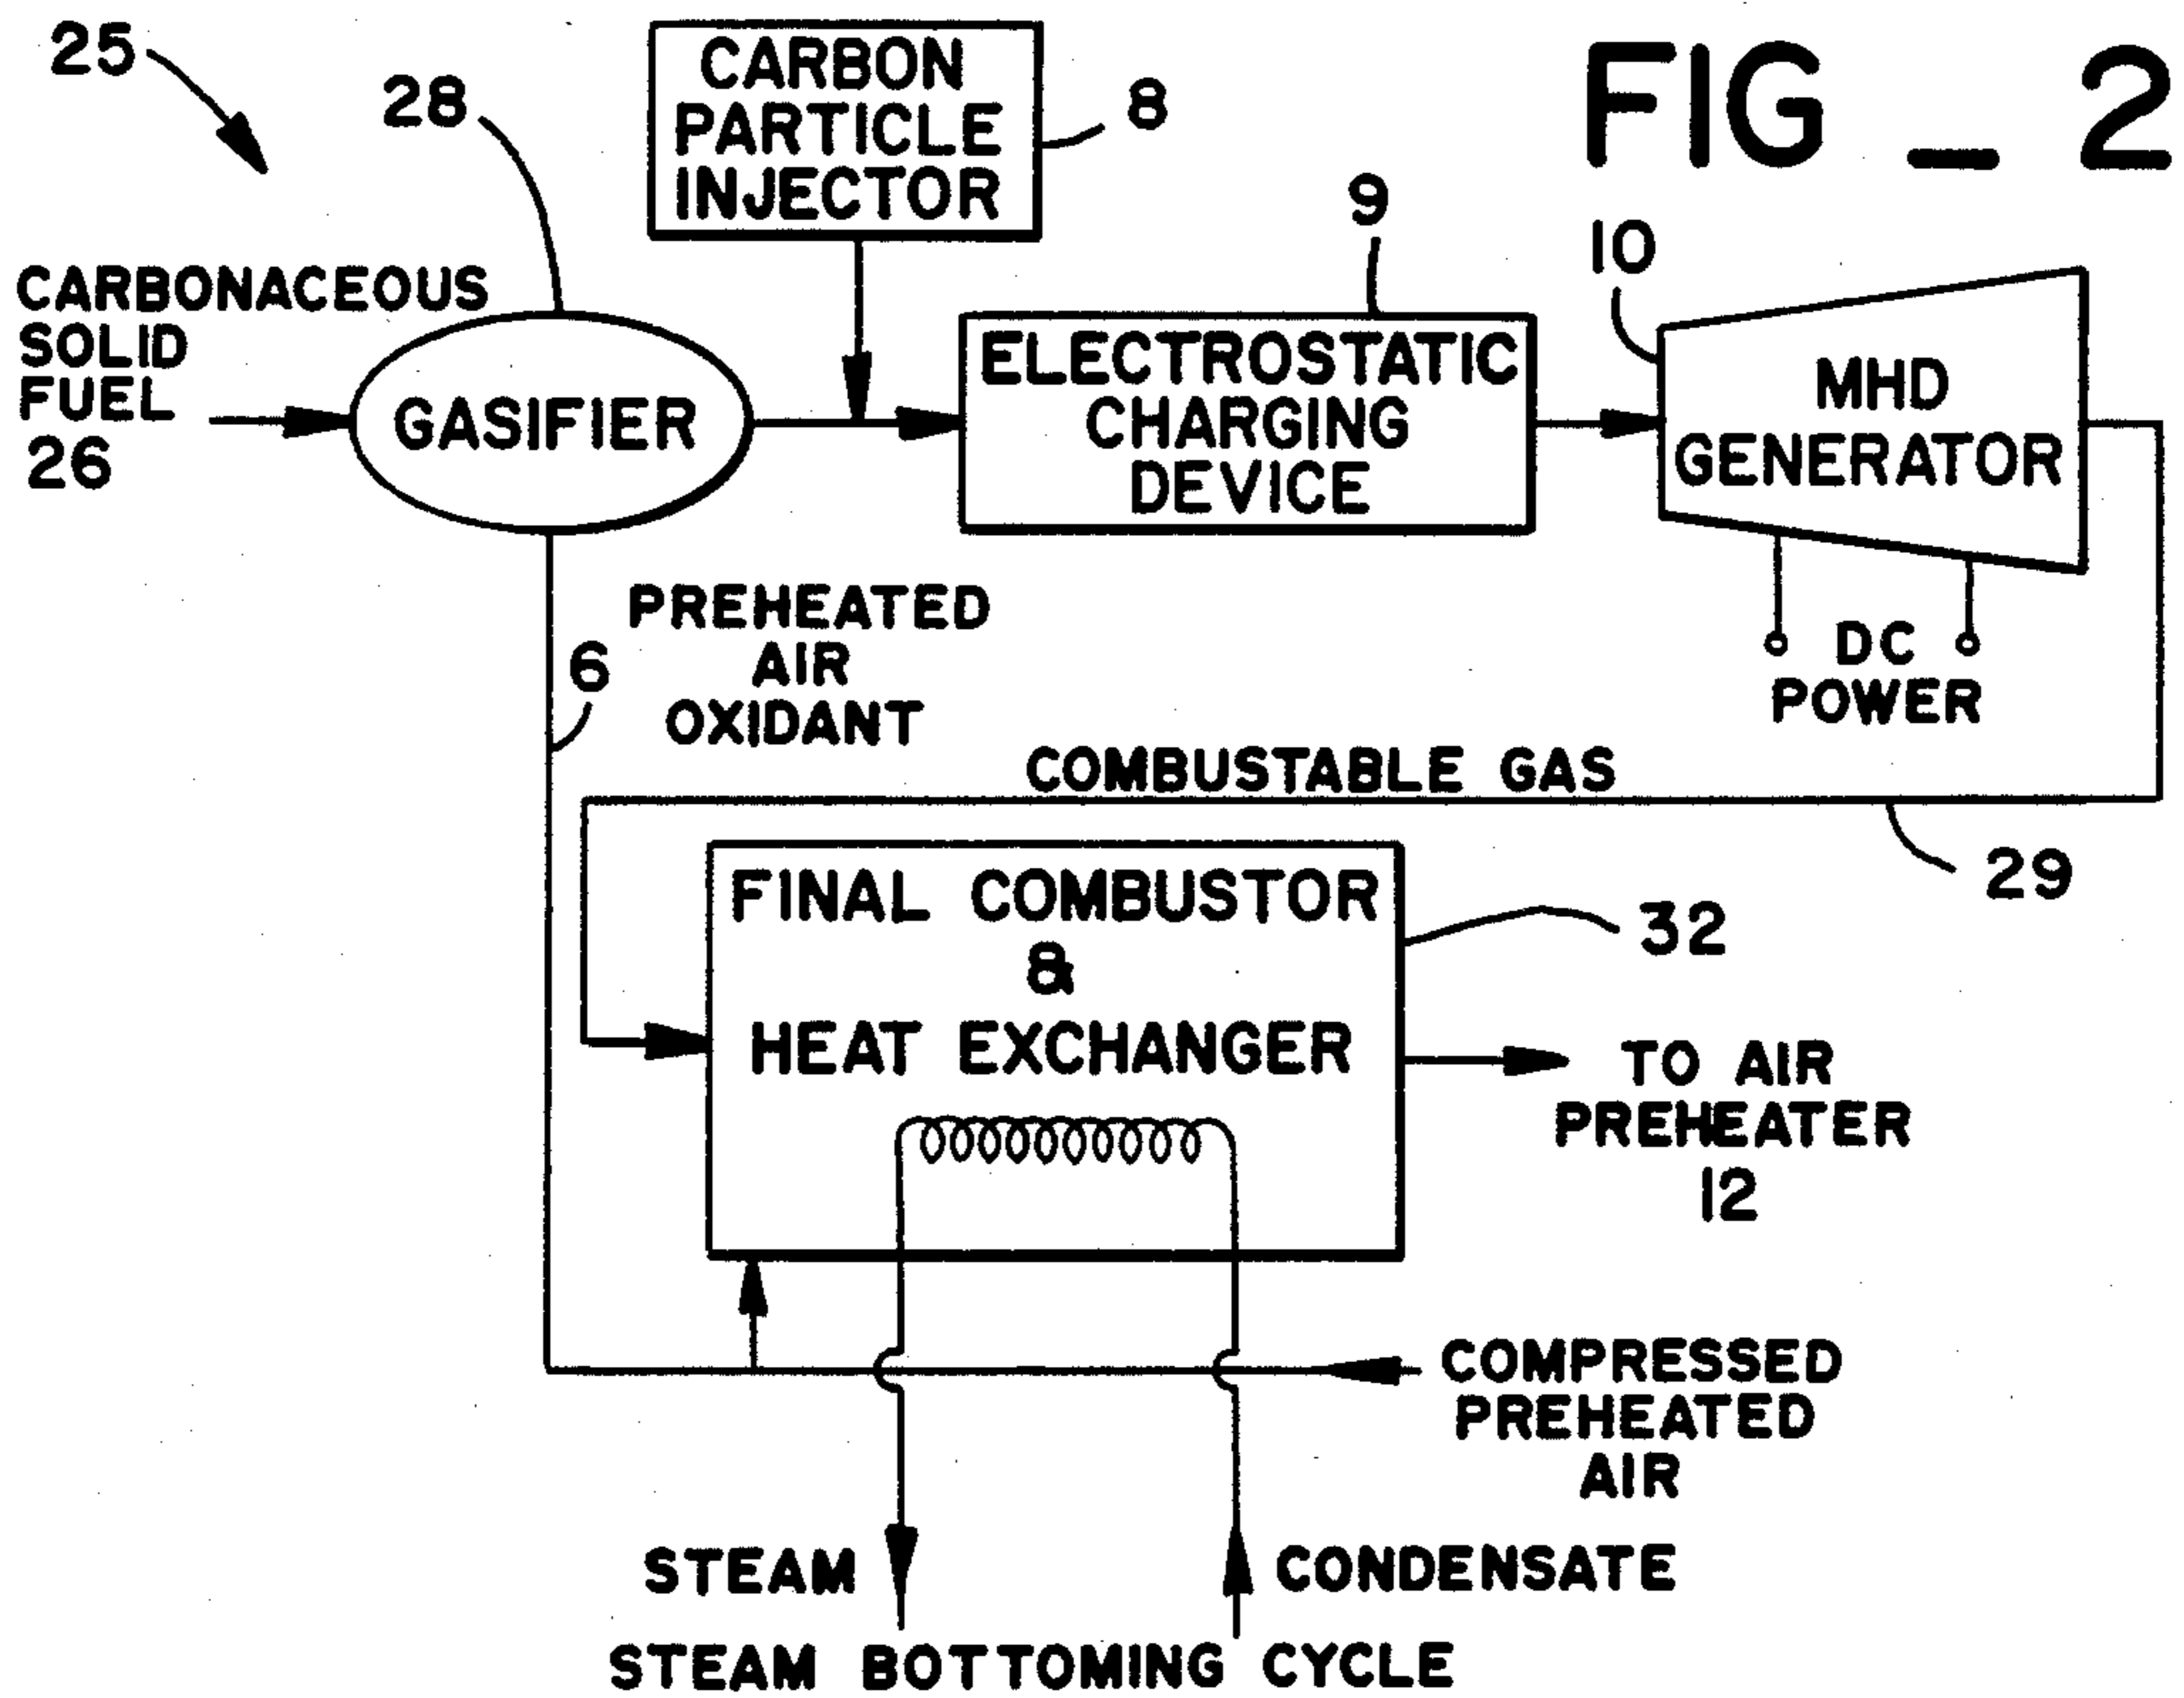 25
28
CARBON
PARTICLE
INJECTOR
8
FIG_2
9
10
CARBONACEOUS
SOLID
FUEL
26
GASIFIER
ELECTROSTATIC
CHARGING
DEVICE
MHD
GENERATOR
PREHEATED
AIR
OXIDANT
6
DC
POWER
COMBUSTABLE GAS
29
FINAL COMBUSTOR
&
HEAT EXCHANGER
32
TO AIR
PREHEATER
12
COMPRESSED
PREHEATED
AIR
STEAM
CONDENSATE
STEAM BOTTOMING CYCLE